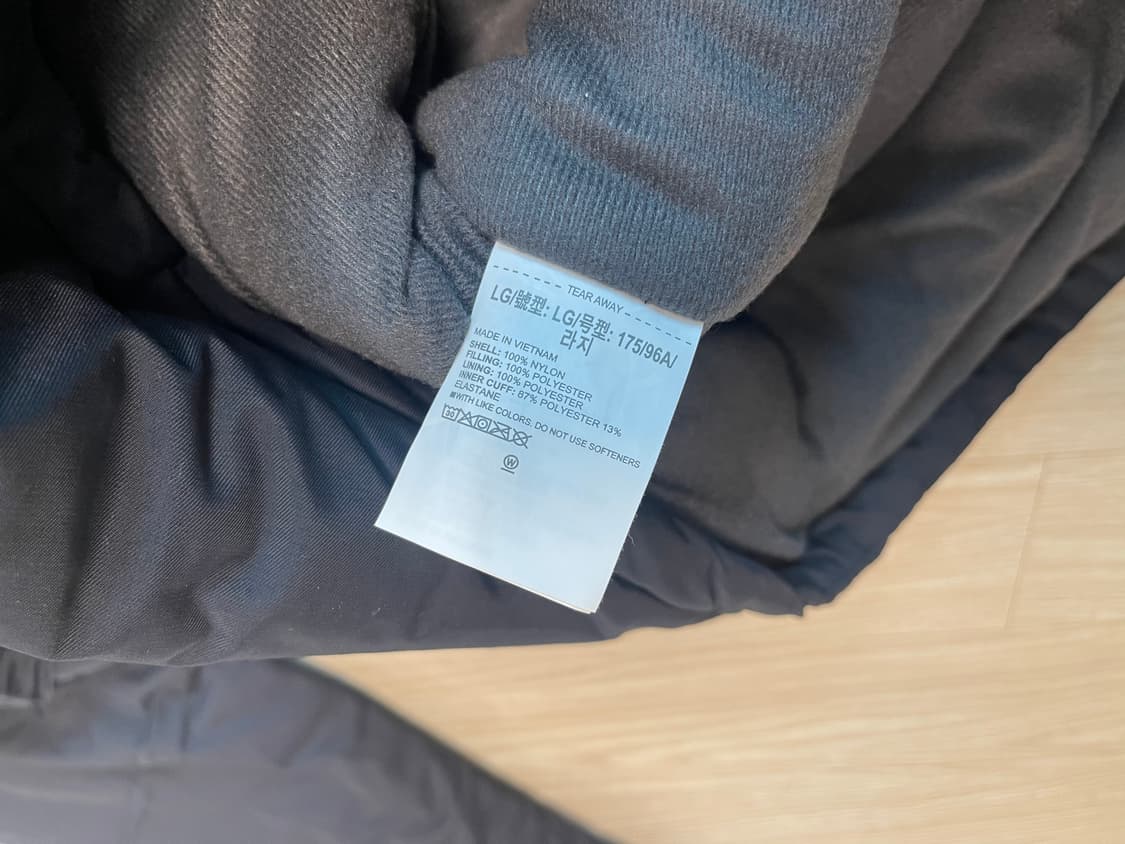 TEAR AWAY
LG/號型: LG/号型: 175/96A/
라지
MADE IN VIETNAM
SHELL: 100% NYLON
FILLING: 100% POLYESTER
LINING: 100% POLYESTER
INNER CUFF: 87% POLYESTER 13%
ELASTANE
WITH LIKE COLORS. DO NOT USE SOFTENERS
30
W